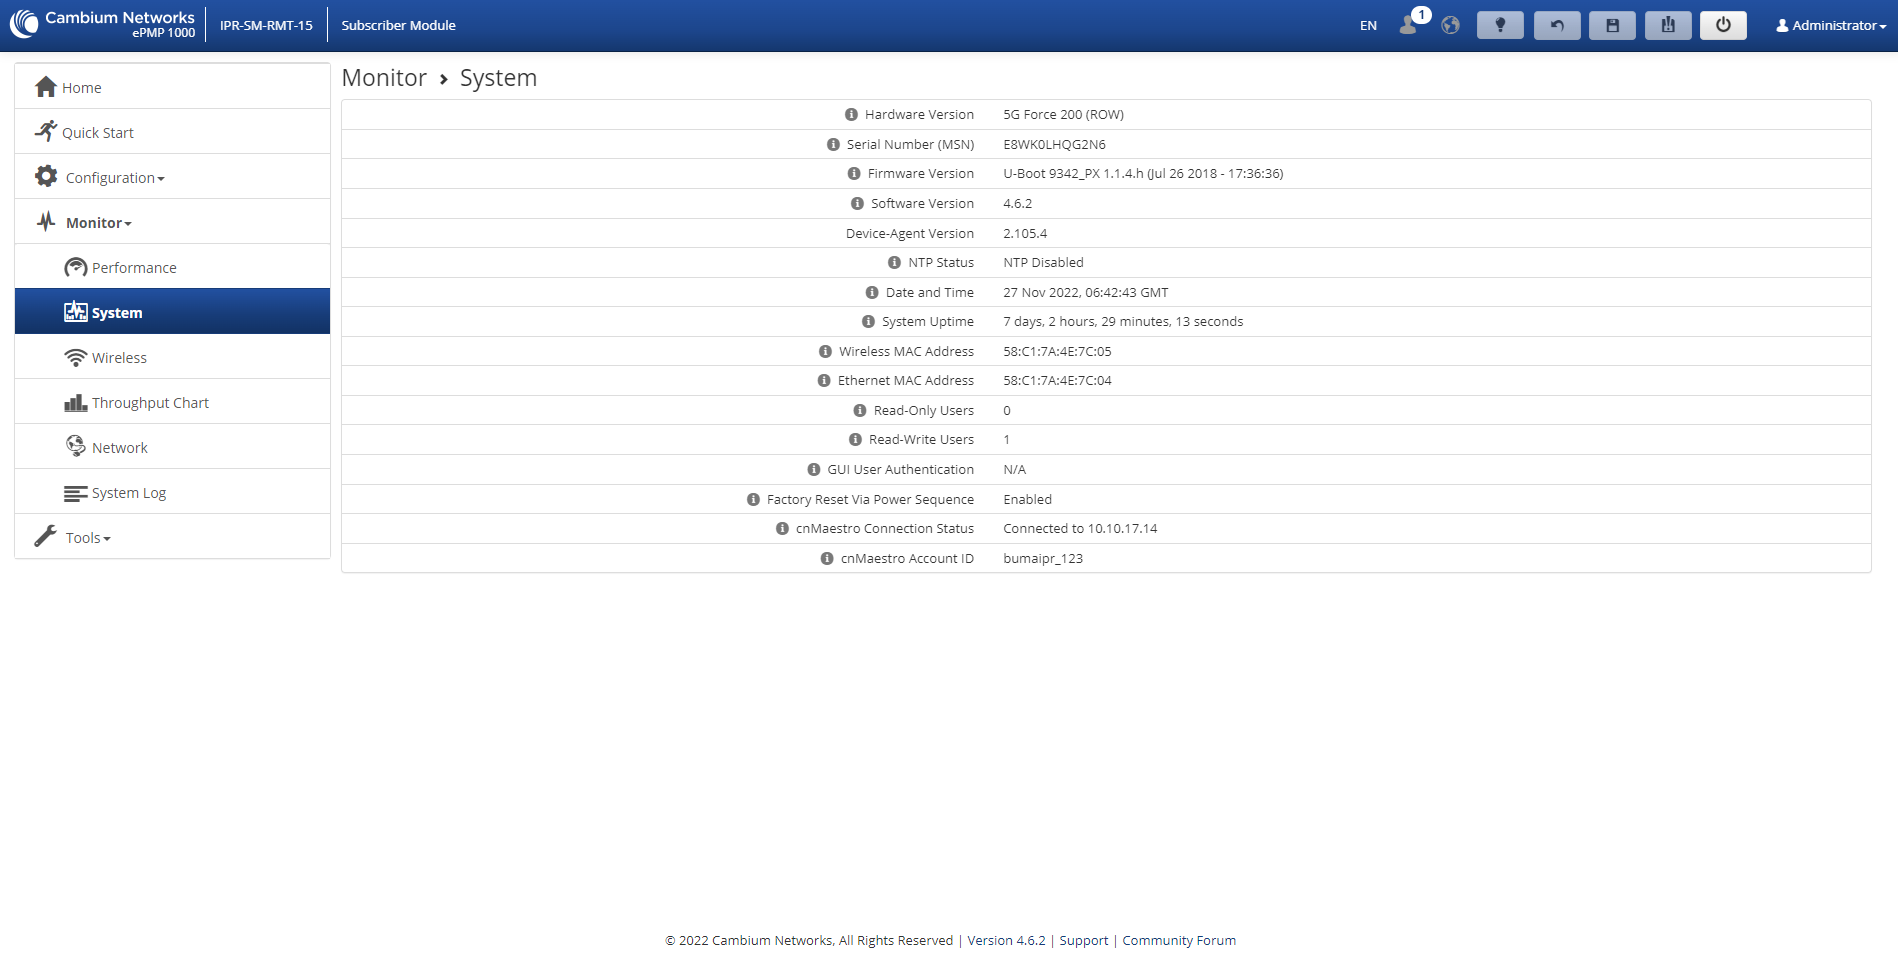 Cambium Networks
ePMP 1000
IPR-SM-RMT-15
Subscriber Module
EN
1
Administrator
Home
Quick Start
Configuration
Monitor
Performance
System
Wireless
Throughput Chart
Network
System Log
Tools
Monitor > System
Hardware Version 5G Force 200 (ROW)
Serial Number (MSN) E8WK0LHQG2N6
Firmware Version U-Boot 9342_PX 1.1.4.h (Jul 26 2018 - 17:36:36)
Software Version 4.6.2
Device-Agent Version 2.105.4
NTP Status NTP Disabled
Date and Time 27 Nov 2022, 06:42:43 GMT
System Uptime 7 days, 2 hours, 29 minutes, 13 seconds
Wireless MAC Address 58:C1:7A:4E:7C:05
Ethernet MAC Address 58:C1:7A:4E:7C:04
Read-Only Users 0
Read-Write Users 1
GUI User Authentication N/A
Factory Reset Via Power Sequence Enabled
cnMaestro Connection Status Connected to 10.10.17.14
cnMaestro Account ID bumaipr_123
© 2022 Cambium Networks, All Rights Reserved | Version 4.6.2 | Support | Community Forum